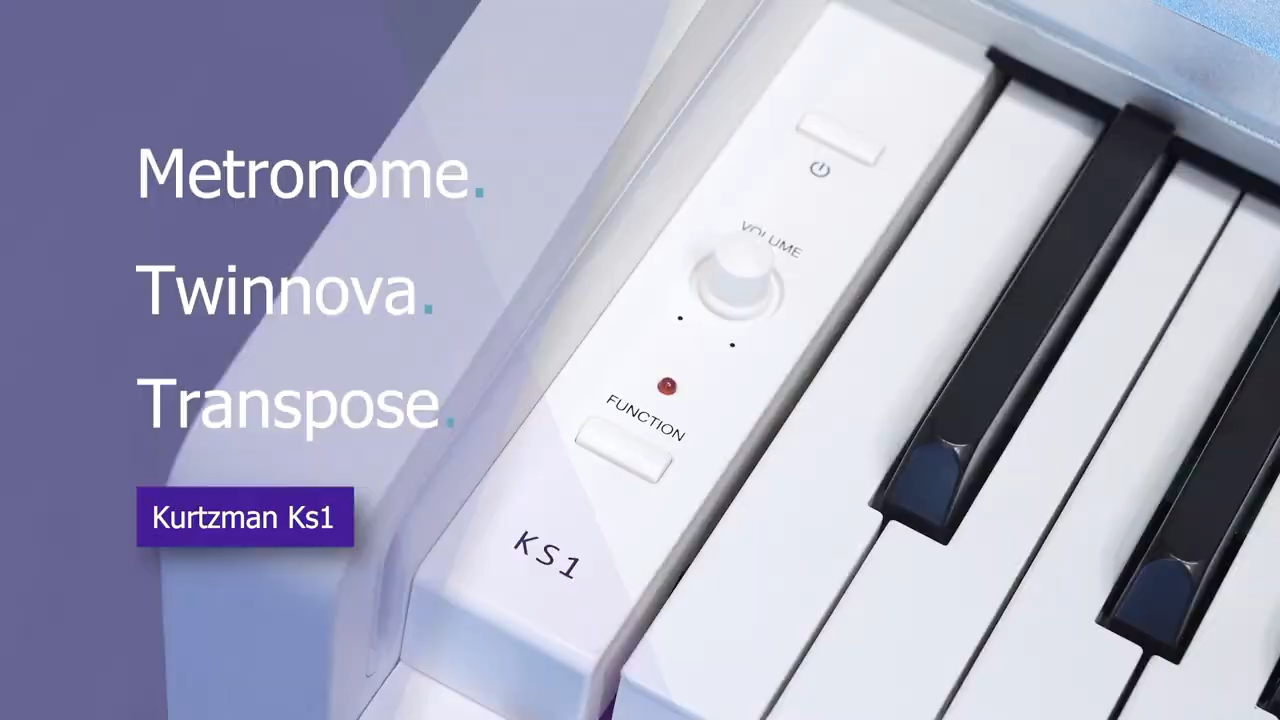 Metronome.
Twinnova.
Transpose.
Kurtzman Ks1
VOLUME
FUNCTION
KS1